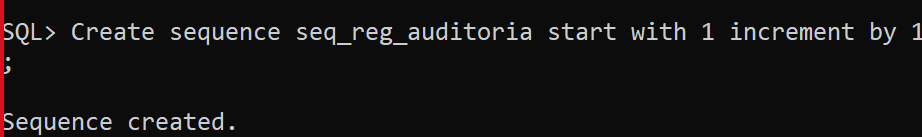 SQL> Create sequence seq_reg_auditoria start with 1 increment by 1
;
Sequence created.